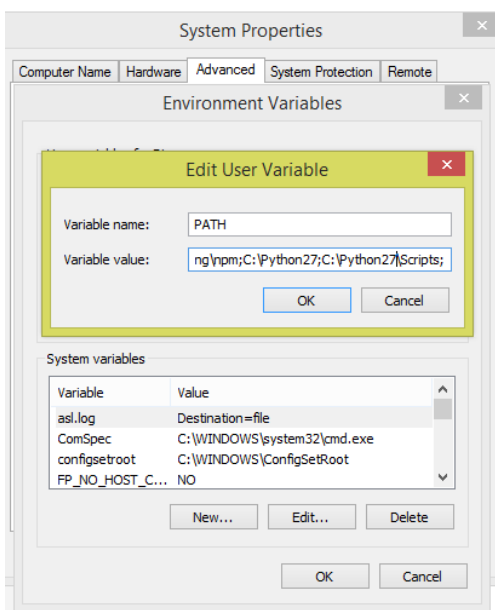 System Properties
Computer Name Hardware Advanced System Protection Remote
Environment Variables
Edit User Variable
Variable name: PATH
Variable value: ng\npm;C:\Python27;C:\Python27\Scripts;
OK Cancel
System variables
Variable Value
asl.log Destination=file
ComSpec C:\WINDOWS\system32\cmd.exe
configsetroot C:\WINDOWS\ConfigSetRoot
FP_NO_HOST_C... NO
New... Edit... Delete
OK Cancel